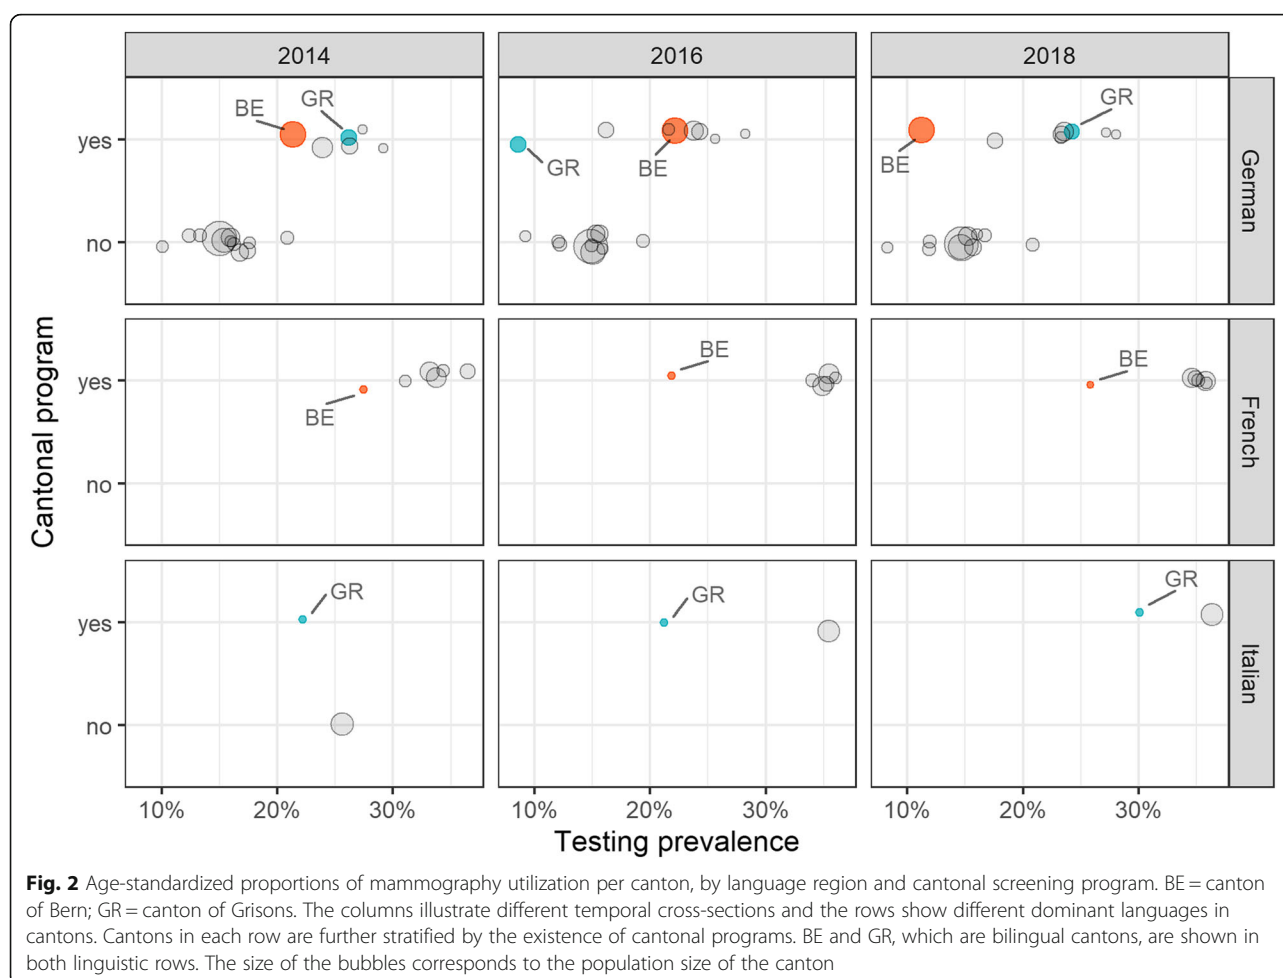 2014 2016 2018
BE GR GR
yes BE GR BE
no
German
Cantonal program
yes BE BE BE
no
French
GR GR GR
yes
no
Italian
10% 20% 30% 10% 20% 30% 10% 20% 30%
Testing prevalence
Fig. 2 Age-standardized proportions of mammography utilization per canton, by language region and cantonal screening program. BE = canton
of Bern; GR = canton of Grisons. The columns illustrate different temporal cross-sections and the rows show different dominant languages in
cantons. Cantons in each row are further stratified by the existence of cantonal programs. BE and GR, which are bilingual cantons, are shown in
both linguistic rows. The size of the bubbles corresponds to the population size of the canton